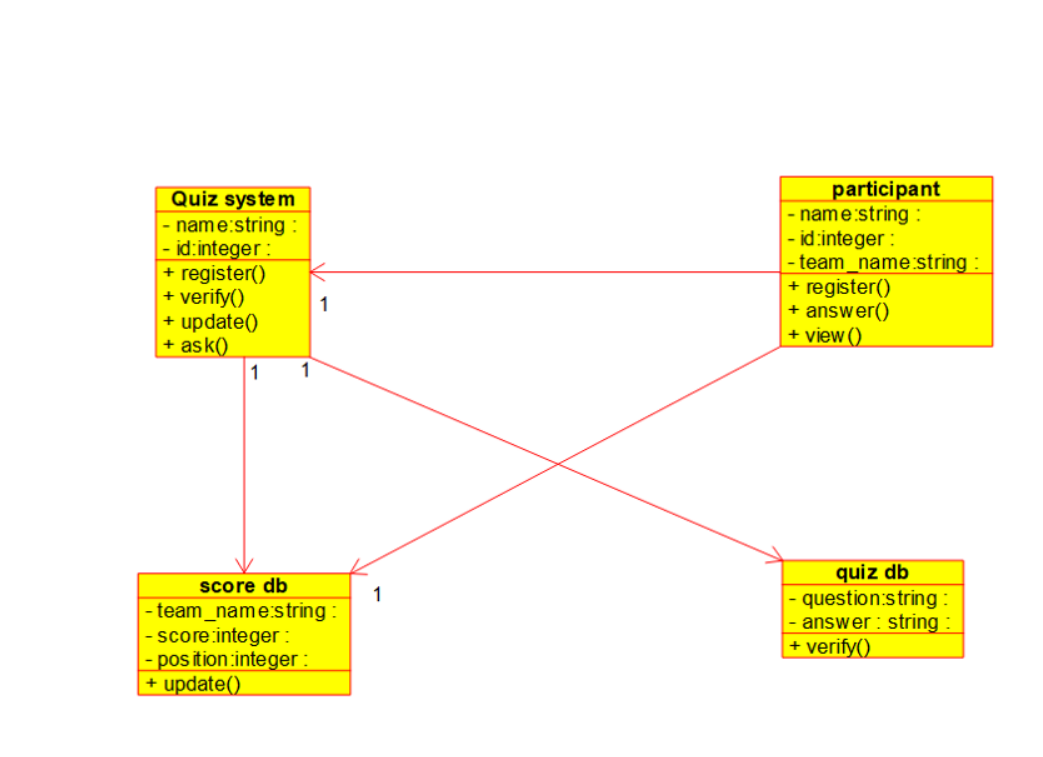 Quiz system
- name:string :
- id:integer :
+ register()
+ verify()
+ update()
+ ask()
participant
- name:string :
- id:integer :
- team_name:string :
+ register()
+ answer()
+ view()
1
1
1
score db
- team_name:string :
- score:integer :
- position:integer :
+ update()
1
quiz db
- question:string :
- answer : string :
+ verify()